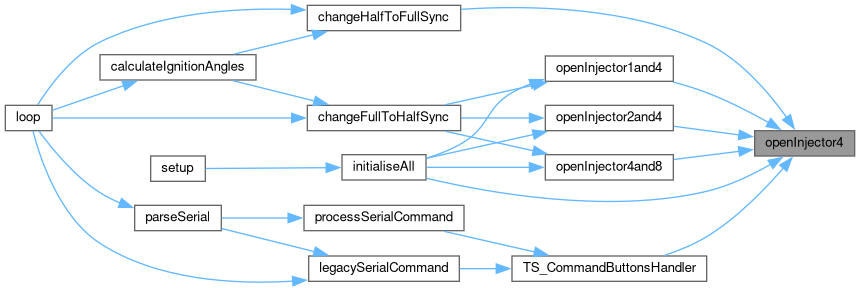 changeHalfToFullSync
calculateIgnitionAngles
openInjector1and4
loop
changeFullToHalfSync
openInjector2and4
openInjector4
setup
initialiseAll
openInjector4and8
parseSerial
processSerialCommand
legacySerialCommand
TS_CommandButtonsHandler